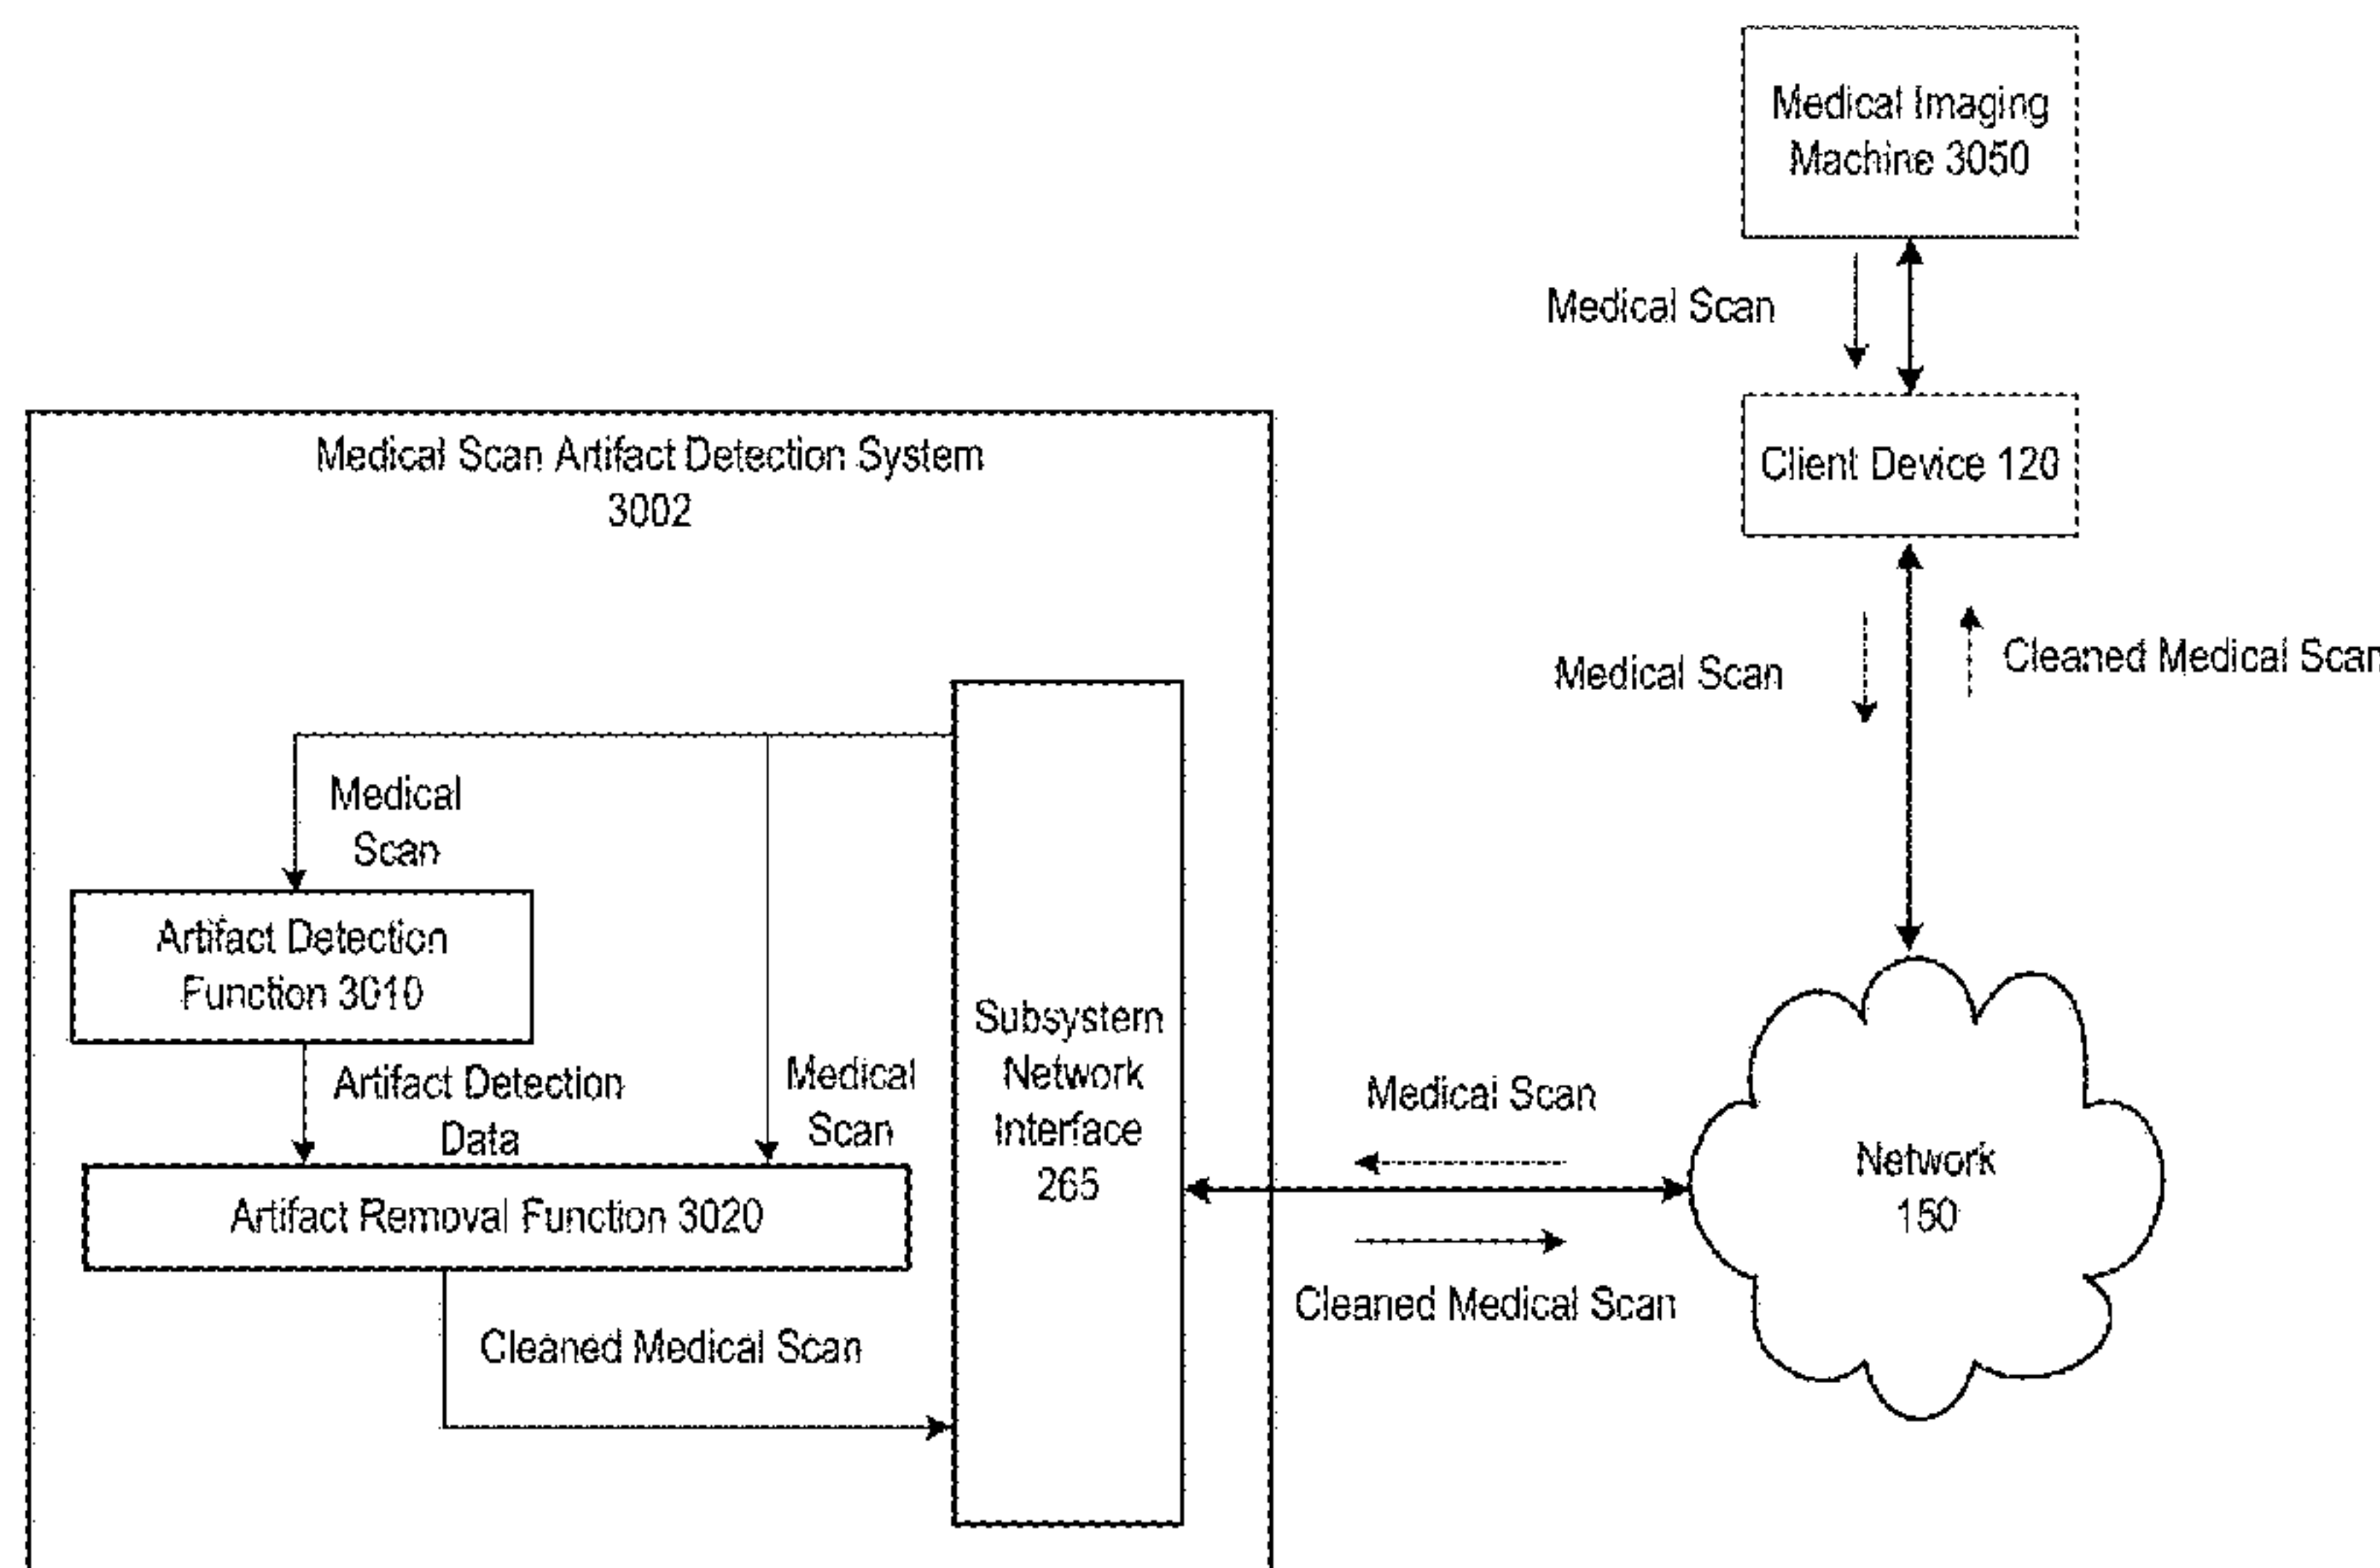 Medical Imaging
Machine 3050
Medical Scan
Client Device 120
Medical Scan Artifact Detection System
3002
Medical Scan
Cleaned Medical Scan
Medical
Scan
Artifact Detection
Function 3010
Artifact Detection
Data
Medical
Scan
Artifact Removal Function 3020
Cleaned Medical Scan
Subsystem
Network
Interface
265
Medical Scan
Cleaned Medical Scan
Network
150